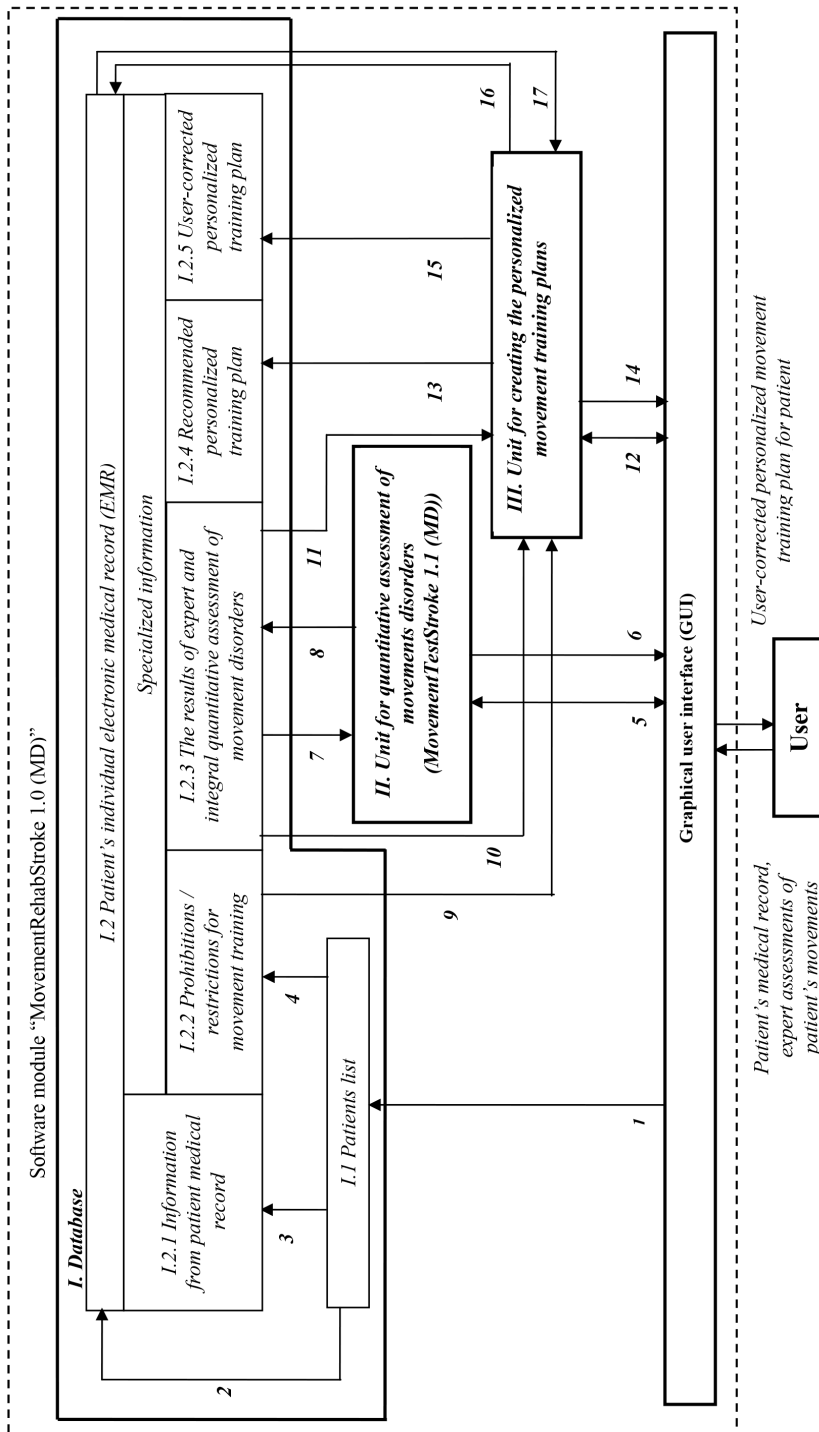 Software module “MovementRehabStroke 1.0 (MD)”
I. Database
I.2 Patient’s individual electronic medical record (EMR)
Specialized information
I.2.1 Information
from patient medical
record
I.2.2 Prohibitions /
restrictions for
movement training
I.2.3 The results of expert and
integral quantitative assessment of
movement disorders
I.2.4 Recommended
personalized
training plan
I.2.5 User-corrected
personalized
training plan
2
3
4
I.1 Patients list
7
8
11
13
15
16
17
10
9
II. Unit for quantitative assessment of
movements disorders
(MovementTestStroke 1.1 (MD))
III. Unit for creating the personalized
movement training plans
1
5
6
12
14
Graphical user interface (GUI)
Patient’s medical record,
expert assessments of
patient’s movements
User
User-corrected personalized movement
training plan for patient